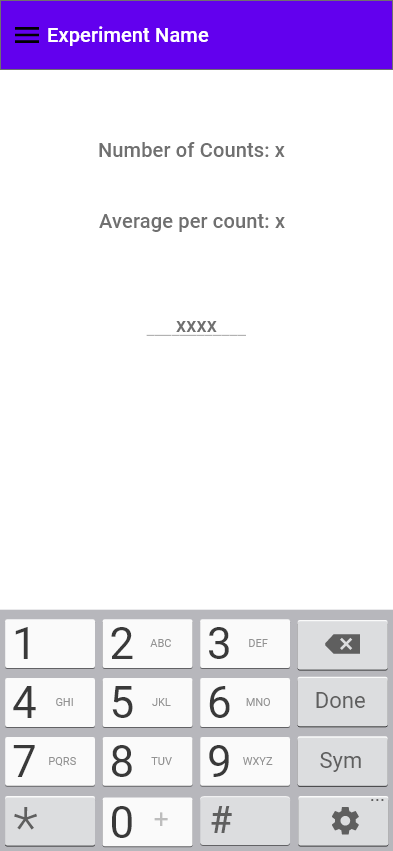 Experiment Name
Number of Counts: x
Average per count: x
xxxx
1 2 ABC 3 DEF
4 GHI 5 JKL 6 MNO Done
7 PQRS 8 TUV 9 WXYZ Sym
* 0 + # ...